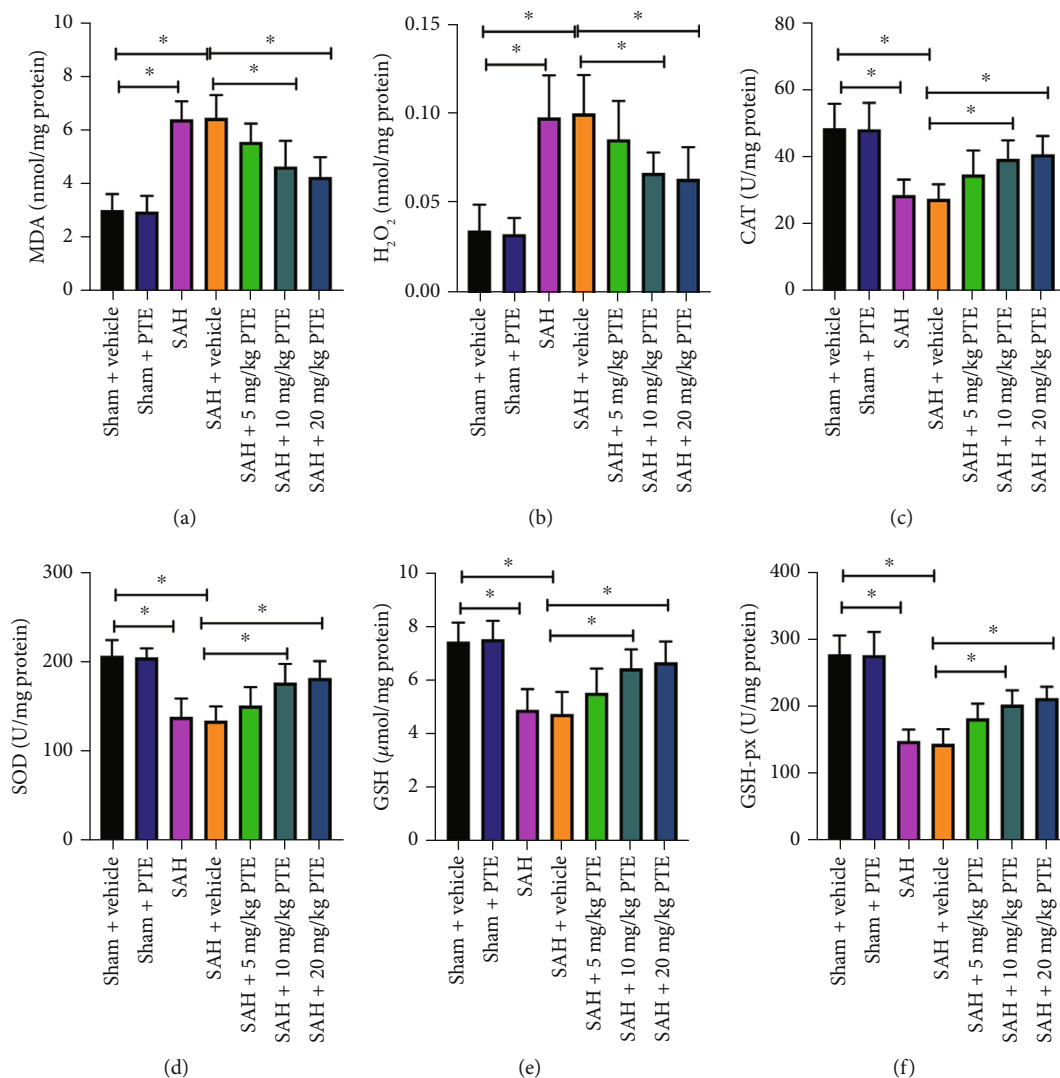 MDA (nmol/mg protein)
10
8
6
4
2
0
*
*
*
*
Sham + vehicle
Sham + PTE
SAH
SAH + vehicle
SAH + 5 mg/kg PTE
SAH + 10 mg/kg PTE
SAH + 20 mg/kg PTE
(a)
H₂O₂ (nmol/mg protein)
0.15
0.10
0.05
0.00
*
*
*
*
Sham + vehicle
Sham + PTE
SAH
SAH + vehicle
SAH + 5 mg/kg PTE
SAH + 10 mg/kg PTE
SAH + 20 mg/kg PTE
(b)
CAT (U/mg protein)
80
60
40
20
0
*
*
*
*
Sham + vehicle
Sham + PTE
SAH
SAH + vehicle
SAH + 5 mg/kg PTE
SAH + 10 mg/kg PTE
SAH + 20 mg/kg PTE
(c)
SOD (U/mg protein)
300
200
100
0
*
*
*
*
Sham + vehicle
Sham + PTE
SAH
SAH + vehicle
SAH + 5 mg/kg PTE
SAH + 10 mg/kg PTE
SAH + 20 mg/kg PTE
(d)
GSH (μmol/mg protein)
10
8
6
4
2
0
*
*
*
*
Sham + vehicle
Sham + PTE
SAH
SAH + vehicle
SAH + 5 mg/kg PTE
SAH + 10 mg/kg PTE
SAH + 20 mg/kg PTE
(e)
GSH-px (U/mg protein)
400
300
200
100
0
*
*
*
*
Sham + vehicle
Sham + PTE
SAH
SAH + vehicle
SAH + 5 mg/kg PTE
SAH + 10 mg/kg PTE
SAH + 20 mg/kg PTE
(f)